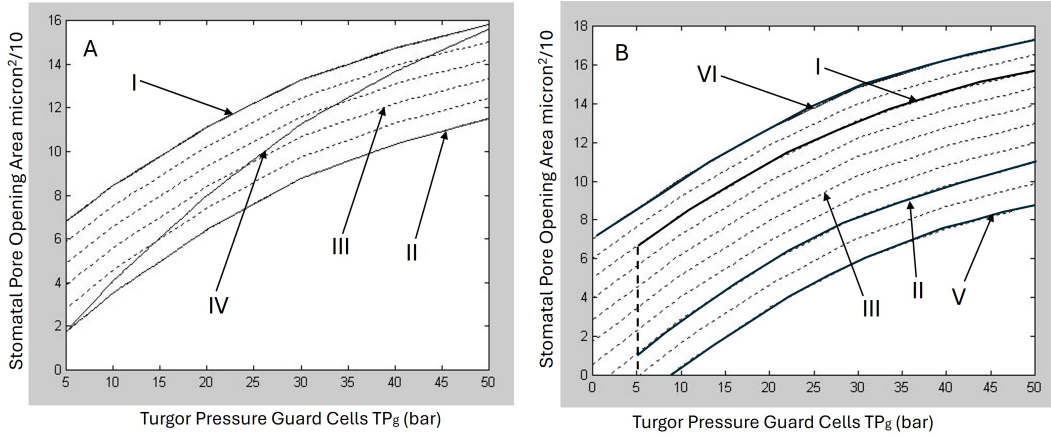 A
Stomatal Pore Opening Area micron²/10
16
14
12
10
8
6
4
2
0
I
II
III
IV
5 10 15 20 25 30 35 40 45 50
Turgor Pressure Guard Cells TPg (bar)
B
Stomatal Pore Opening Area micron²/10
18
16
14
12
10
8
6
4
2
0
VI
I
III
II
V
0 5 10 15 20 25 30 35 40 45 50
Turgor Pressure Guard Cells TPg (bar)